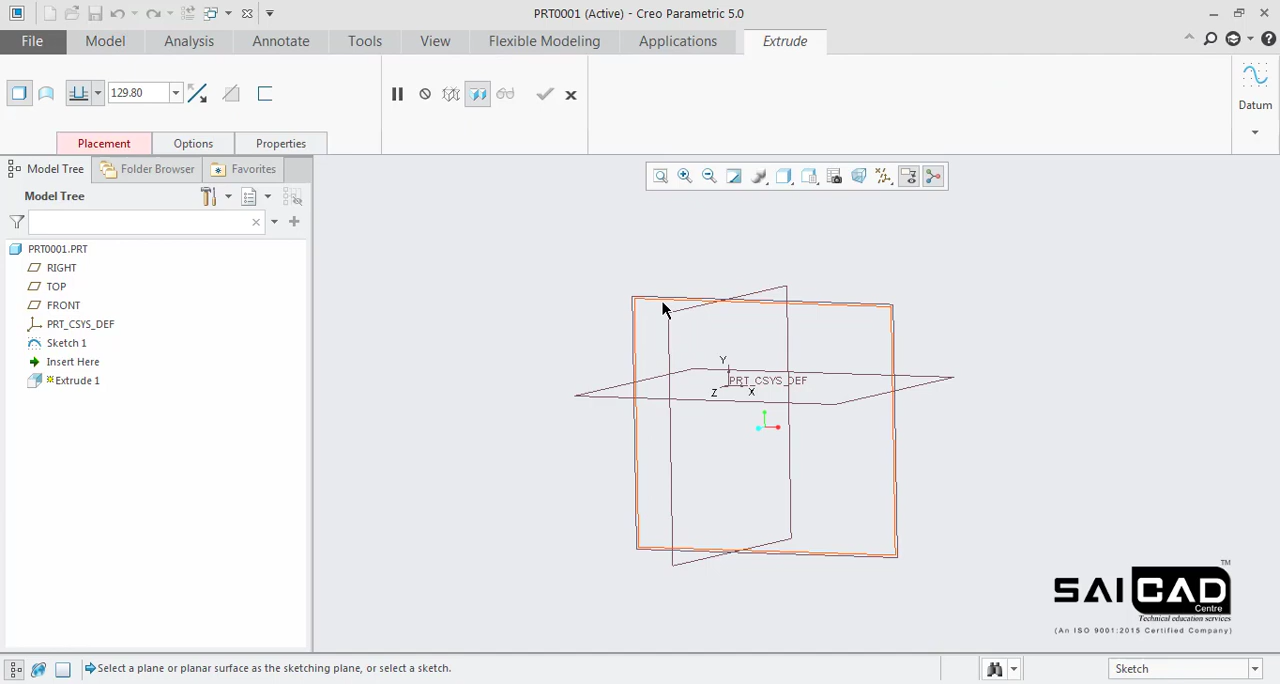 PRT0001 (Active) - Creo Parametric 5.0
File Model Analysis Annotate Tools View Flexible Modeling Applications Extrude
129.80
Datum
Placement Options Properties
Model Tree Folder Browser Favorites
Model Tree
PRT0001.PRT
RIGHT
TOP
FRONT
PRT_CSYS_DEF
Sketch 1
Insert Here
Extrude 1
Y
PRT_CSYS_DEF
Z X
SAICAD
TM
Centre
Technical education services
(An ISO 9001:2015 Certified Company)
Select a plane or planar surface as the sketching plane, or select a sketch.
Sketch